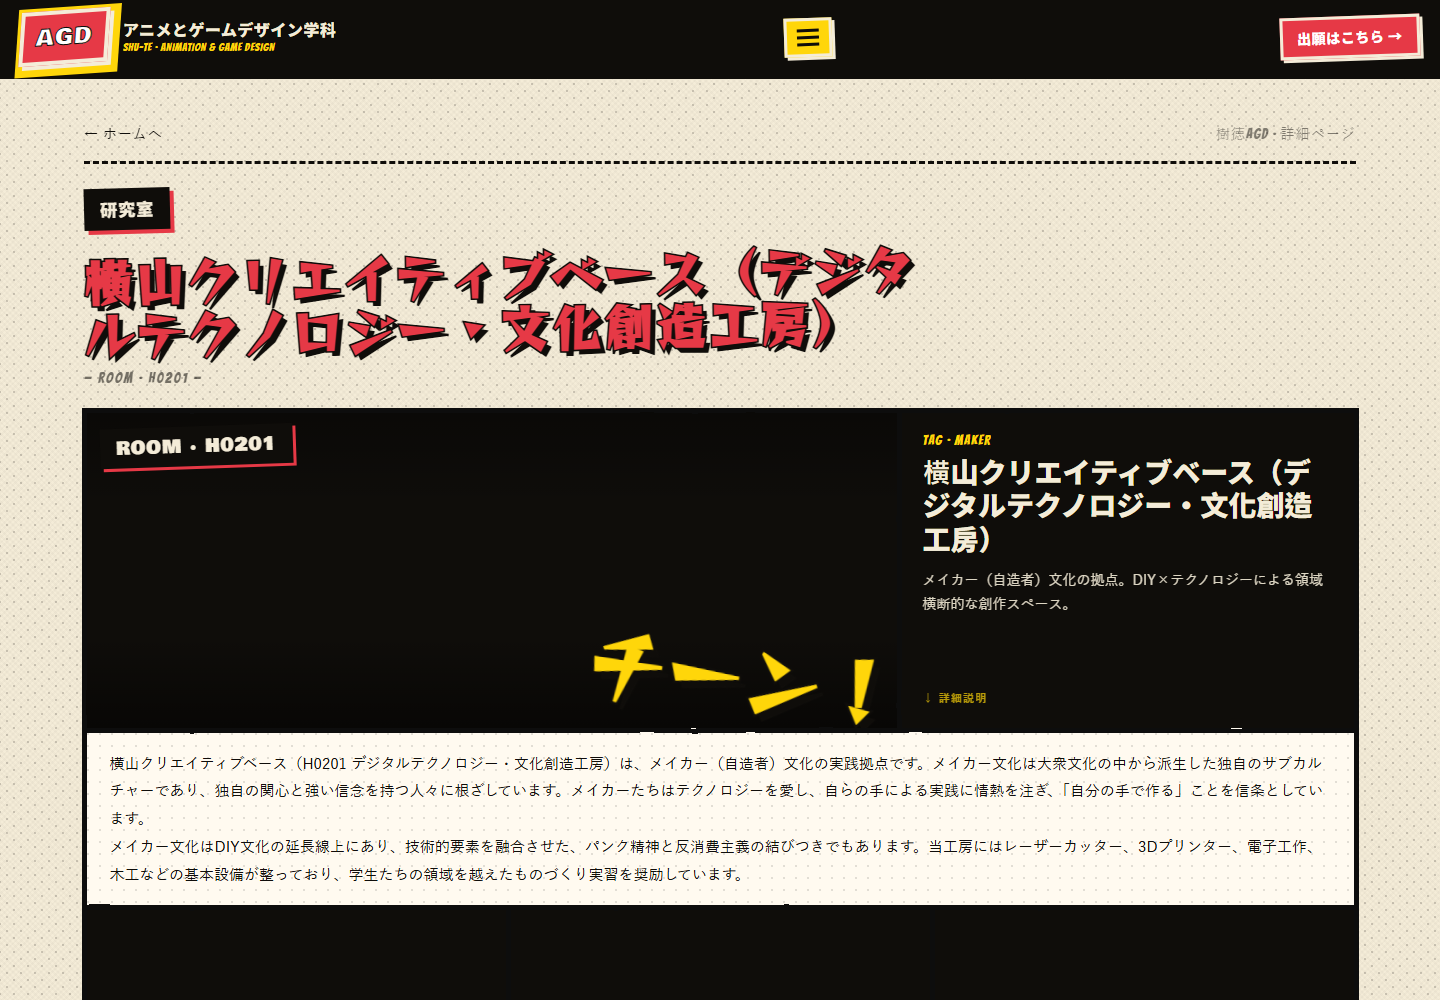 AGD
アニメとゲームデザイン学科
SHU-TE · ANIMATION & GAME DESIGN
出願はこちら →
← ホームへ
樹徳AGD · 詳細ページ
研究室
横山クリエイティブベース（デジタ
ルテクノロジー・文化創造工房）
— ROOM · H0201 —
ROOM · H0201
チーン！
TAG · MAKER
横山クリエイティブベース（デ
ジタルテクノロジー・文化創造
工房）
メイカー（自造者）文化の拠点。DIY×テクノロジーによる領域
横断的な創作スペース。
↓ 詳細説明
横山クリエイティブベース（H0201 デジタルテクノロジー・文化創造工房）は、メイカー（自造者）文化の実践拠点です。メイカー文化は大衆文化の中から派生した独自のサブカル
チャーであり、独自の関心と強い信念を持つ人々に根ざしています。メイカーたちはテクノロジーを愛し、自らの手による実践に情熱を注ぎ、「自分の手で作る」ことを信条としてい
ます。
メイカー文化はDIY文化の延長線上にあり、技術的要素を融合させた、パンク精神と反消費主義の結びつきでもあります。当工房にはレーザーカッター、3Dプリンター、電子工作、
木工などの基本設備が整っており、学生たちの領域を越えたものづくり実習を奨励しています。